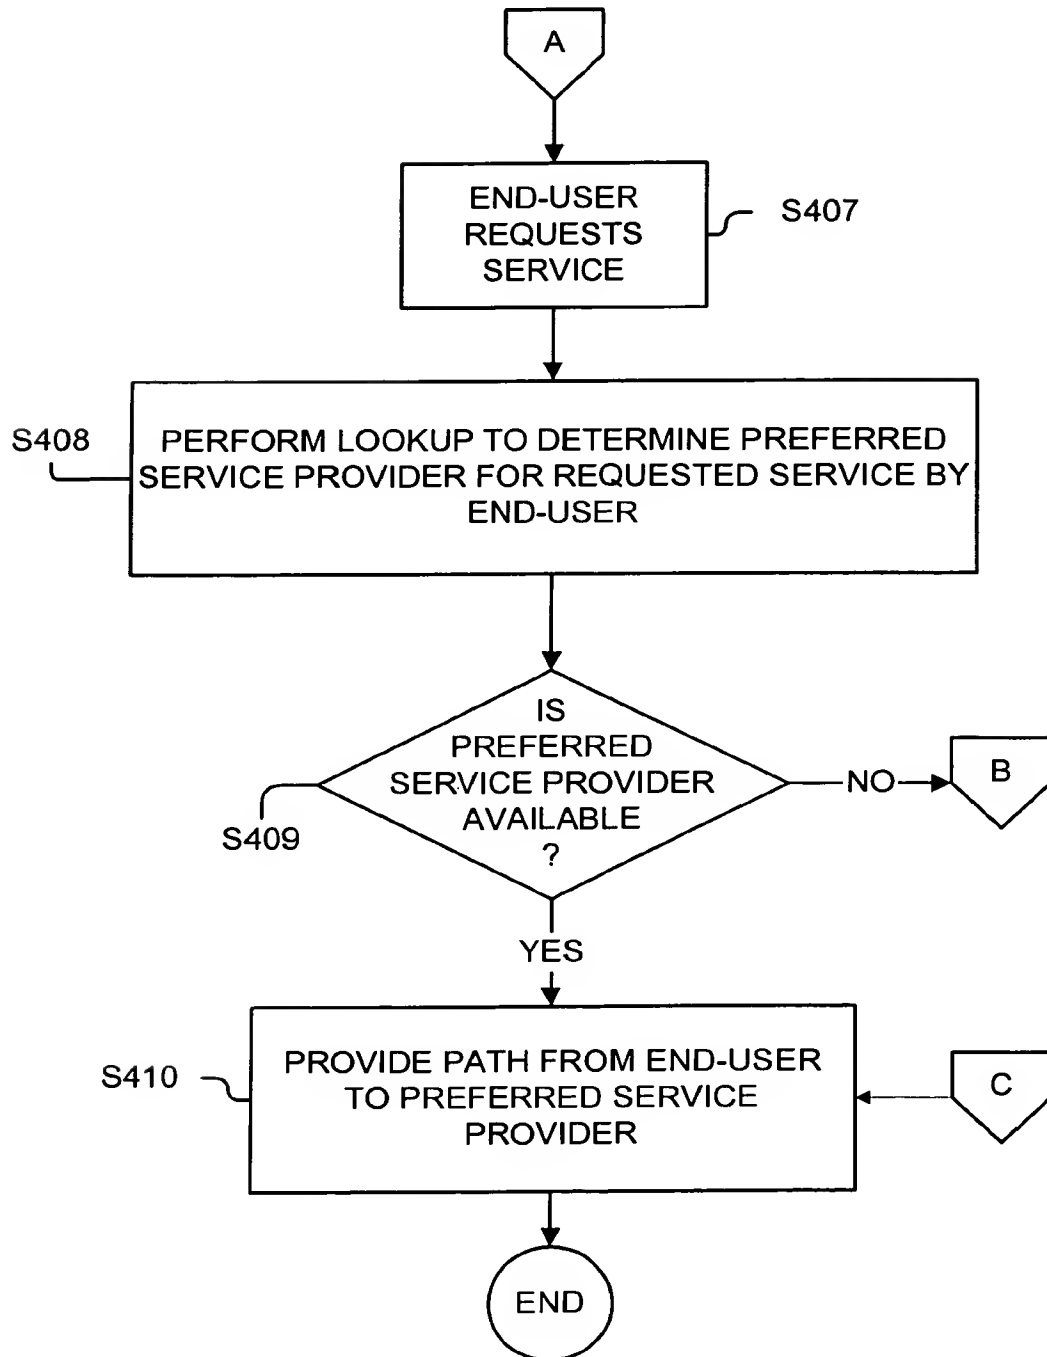 A
END-USER
REQUESTS
SERVICE
S407
S408
PERFORM LOOKUP TO DETERMINE PREFERRED
SERVICE PROVIDER FOR REQUESTED SERVICE BY
END-USER
IS
PREFERRED
SERVICE PROVIDER
AVAILABLE
?
S409
NO
B
YES
S410
PROVIDE PATH FROM END-USER
TO PREFERRED SERVICE
PROVIDER
C
END